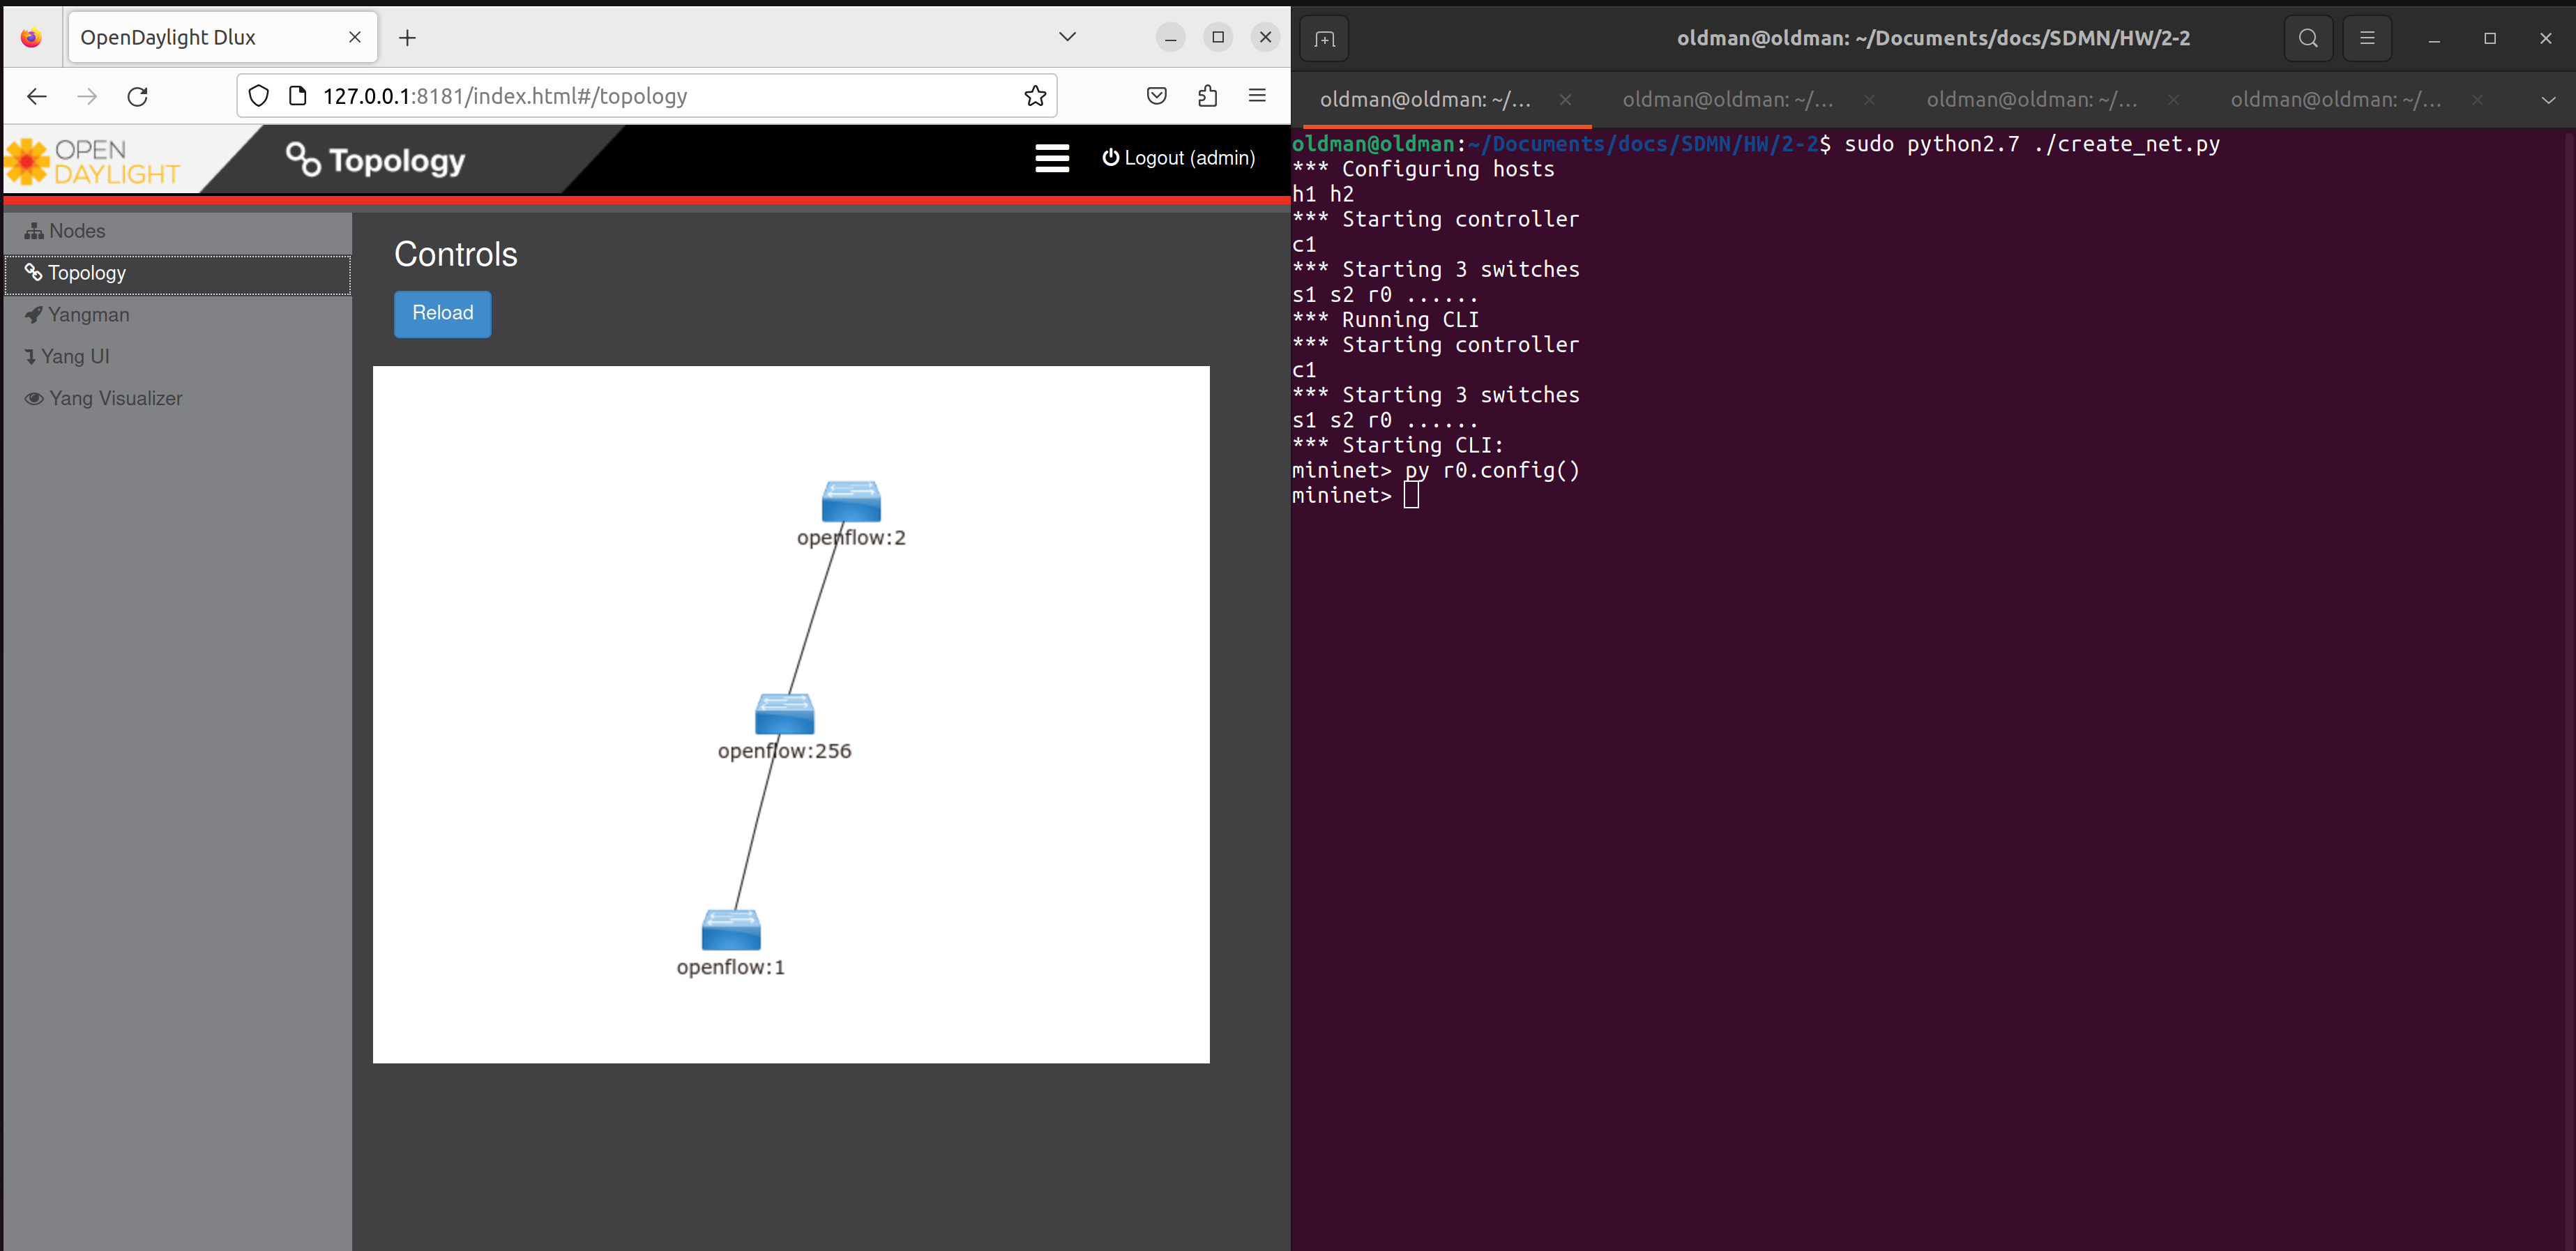 OpenDaylight Dlux
127.0.0.1:8181/index.html#/topology
OPEN
DAYLIGHT
Topology
Logout (admin)
Nodes
Topology
Yangman
Yang UI
Yang Visualizer
Controls
Reload
openflow:2
openflow:256
openflow:1
oldman@oldman: ~/Documents/docs/SDMN/HW/2-2
oldman@oldman: ~/... oldman@oldman: ~/... oldman@oldman: ~/... oldman@oldman: ~/...
oldman@oldman:~/Documents/docs/SDMN/HW/2-2$ sudo python2.7 ./create_net.py
*** Configuring hosts
h1 h2
*** Starting controller
c1
*** Starting 3 switches
s1 s2 r0 ......
*** Running CLI
*** Starting controller
c1
*** Starting 3 switches
s1 s2 r0 ......
*** Starting CLI:
mininet> py r0.config()
mininet>